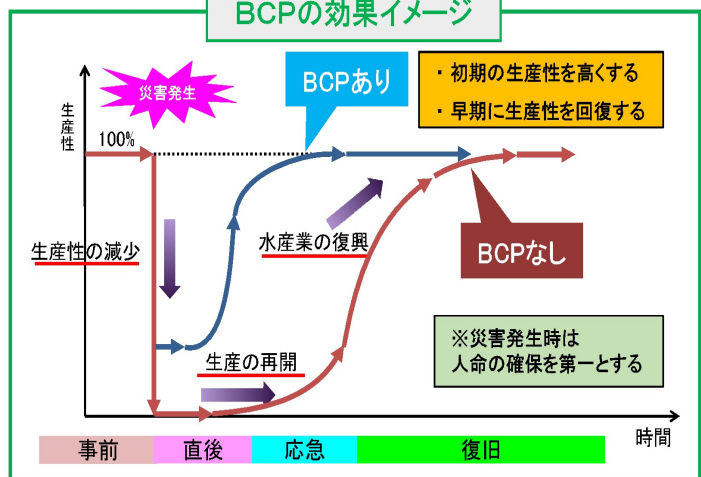 BCPの効果イメージ
災害発生
BCPあり
・初期の生産性を高くする
・早期に生産性を回復する
生産性
100%
生産性の減少
水産業の復興
BCPなし
生産の再開
※災害発生時は
人命の確保を第一とする
時間
事前
直後
応急
復旧